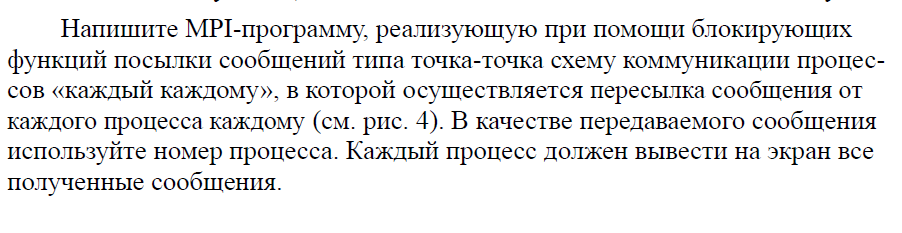 Напишите MPI-программу, реализующую при помощи блокирующих
функций посылки сообщений типа точка-точка схему коммуникации процес-
сов «каждый каждому», в которой осуществляется пересылка сообщения от
каждого процесса каждому (см. рис. 4). В качестве передаваемого сообщения
используйте номер процесса. Каждый процесс должен вывести на экран все
полученные сообщения.